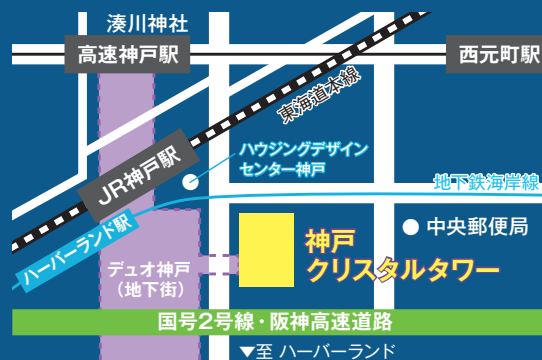 湊川神社
高速神戸駅
西元町駅
東海道本線
JR神戸駅
ハウジングデザイン
センター神戸
地下鉄海岸線
ハーバーランド駅
中央郵便局
神戸
クリスタルタワー
デュオ神戸
(地下街)
国号2号線・阪神高速道路
▼至 ハーバーランド